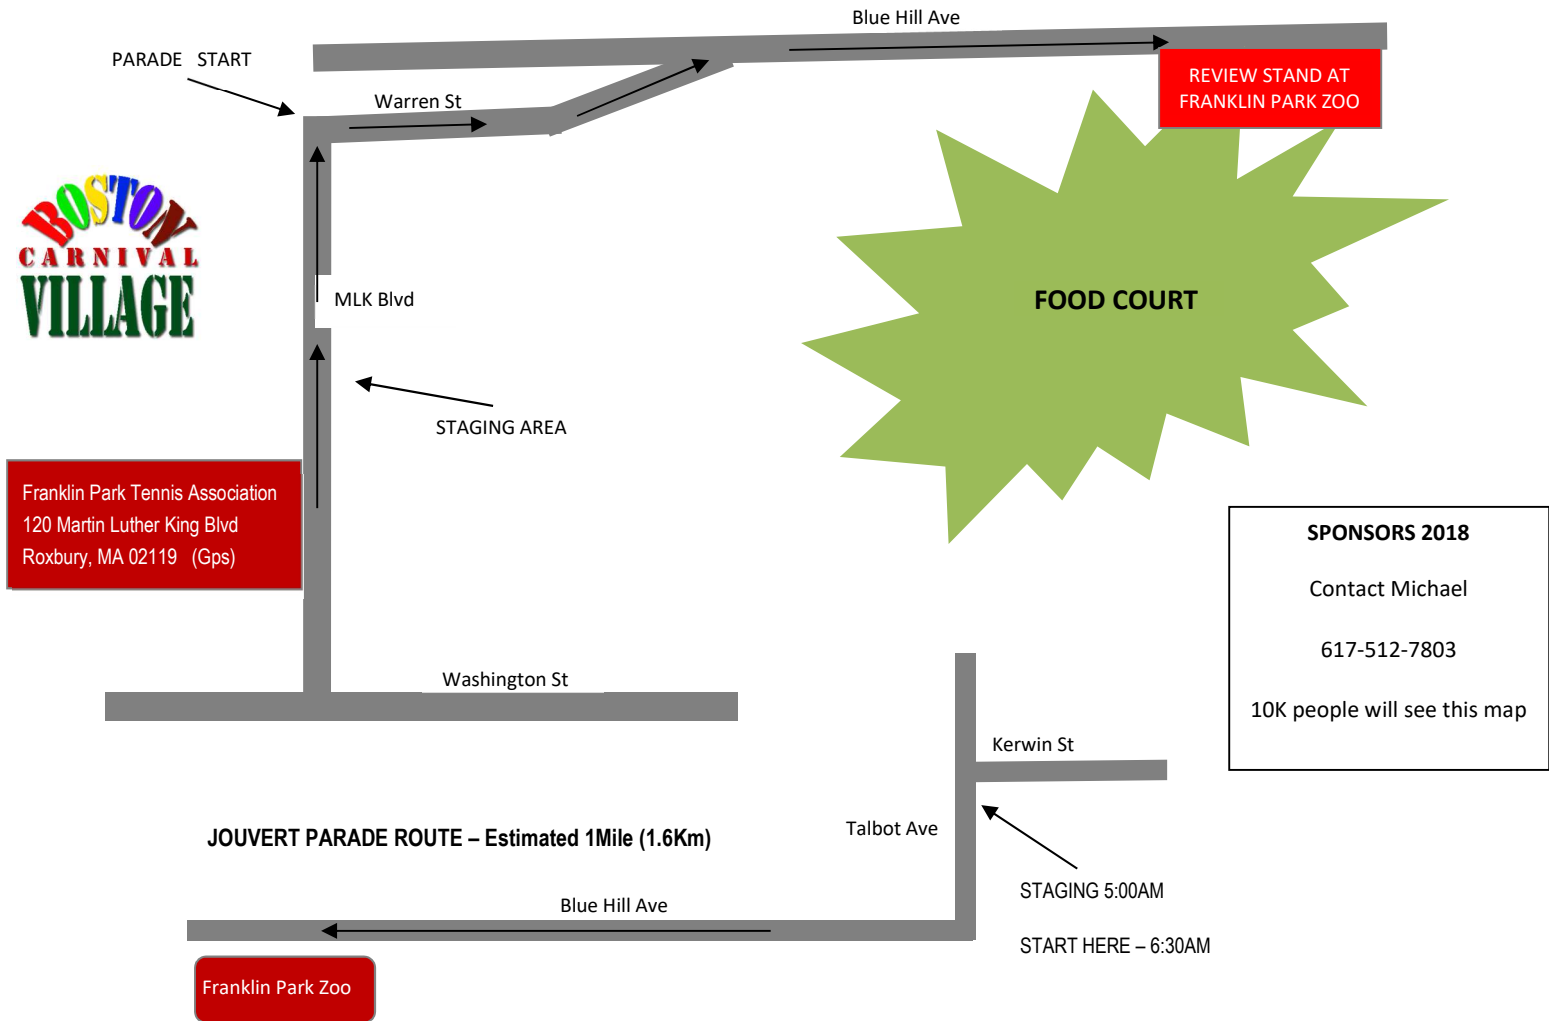 Blue Hill Ave
PARADE   START
REVIEW STAND AT
FRANKLIN PARK ZOO
Warren St
BOSTON
CARNIVAL
VILLAGE
MLK Blvd
FOOD COURT
STAGING AREA
Franklin Park Tennis Association
120 Martin Luther King Blvd
Roxbury, MA 02119   (Gps)
SPONSORS 2018
Contact Michael
617-512-7803
10K people will see this map
Washington St
Kerwin St
JOUVERT PARADE ROUTE – Estimated 1Mile (1.6Km)
Talbot Ave
STAGING 5:00AM
Blue Hill Ave
START HERE – 6:30AM
Franklin Park Zoo